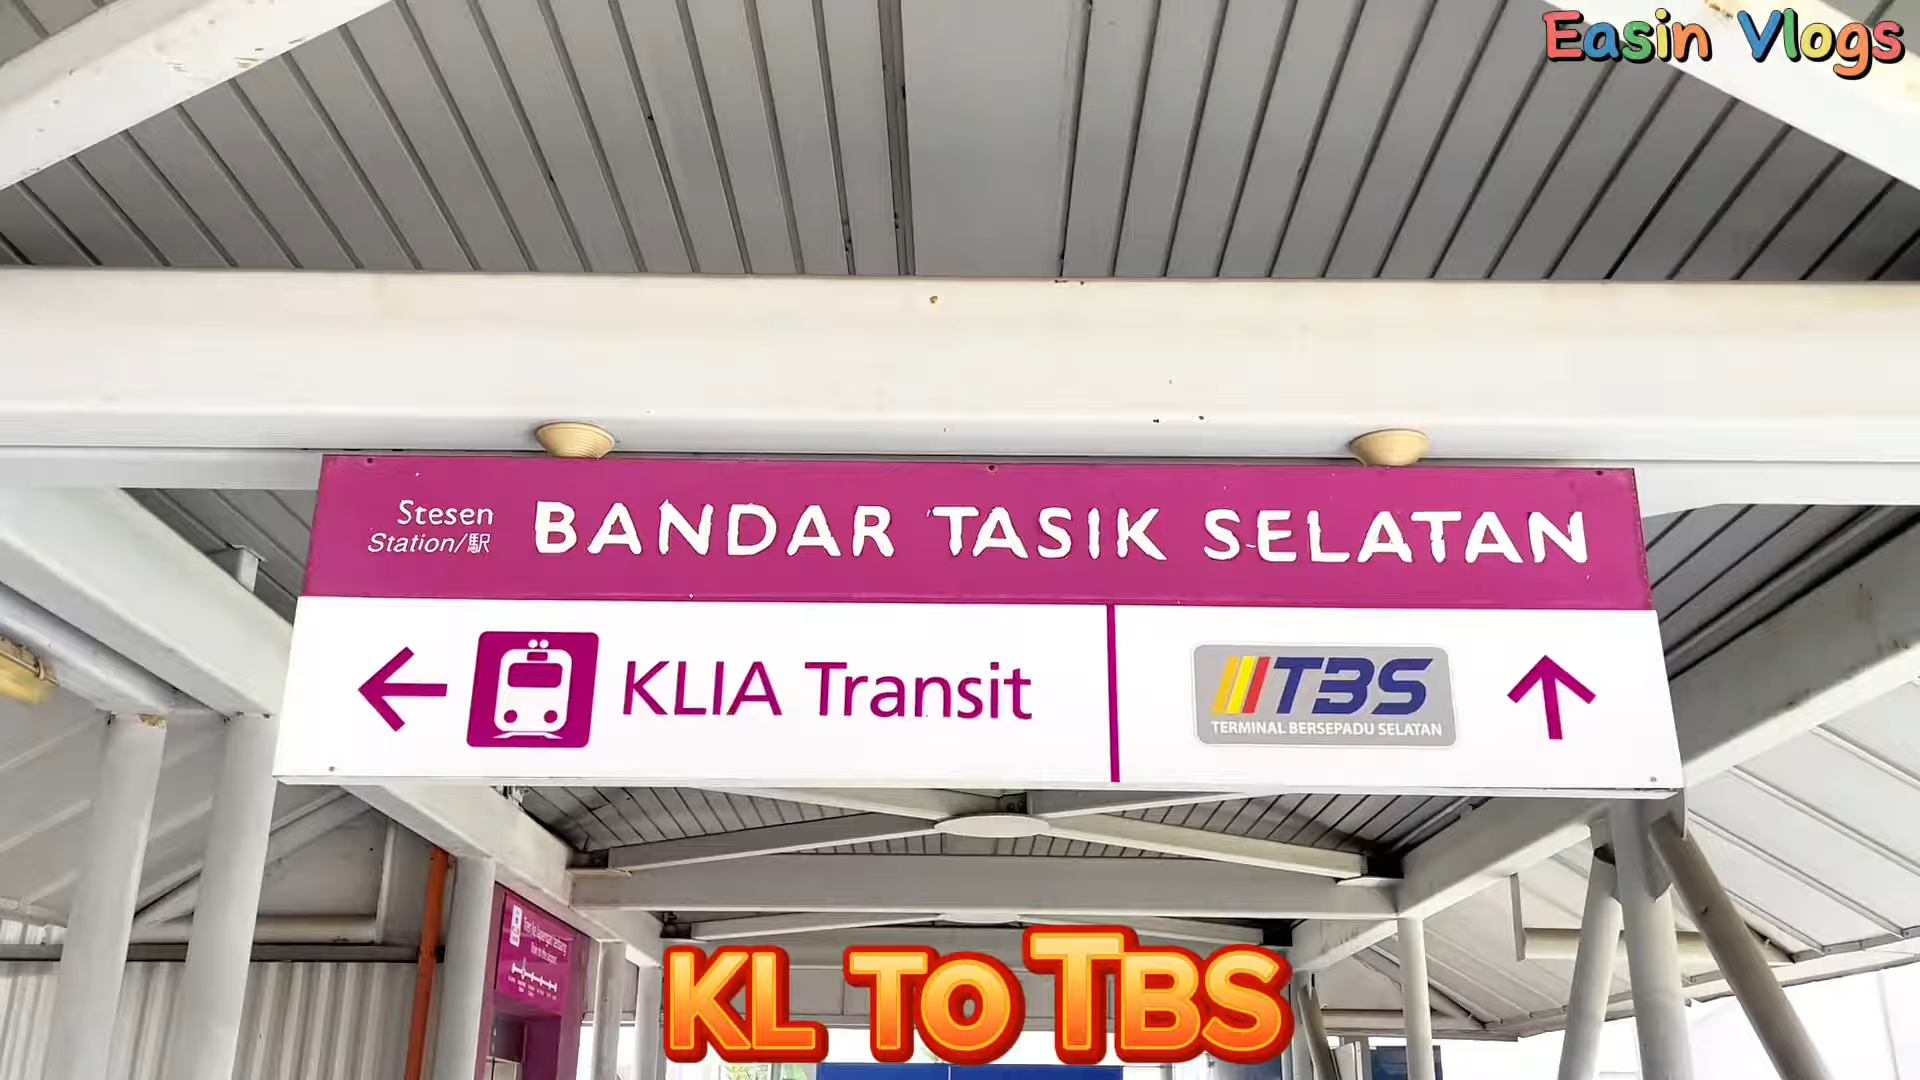 Easin Vlogs
Stesen
Station/駅
BANDAR TASIK SELATAN
KLIA Transit
TBS
TERMINAL BERSEPADU SELATAN
KL TO TBS